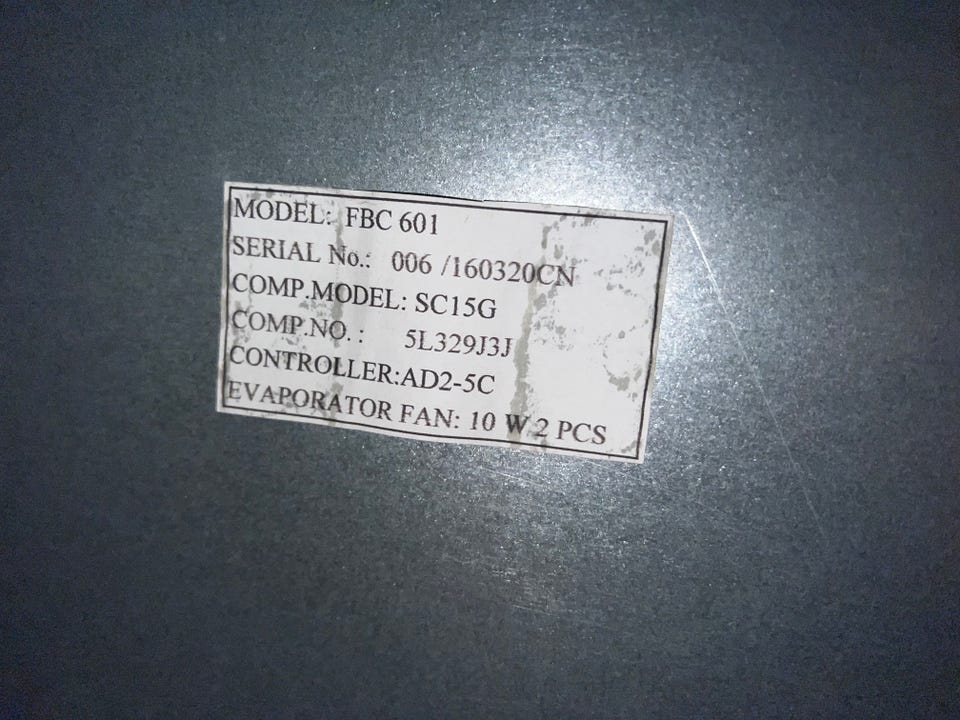 MODEL: FBC 601
SERIAL No.: 006 /160320CN
COMP.MODEL: SC15G
COMP.NO. : 5L329J3J
CONTROLLER:AD2-5C
EVAPORATOR FAN: 10 W 2 PCS